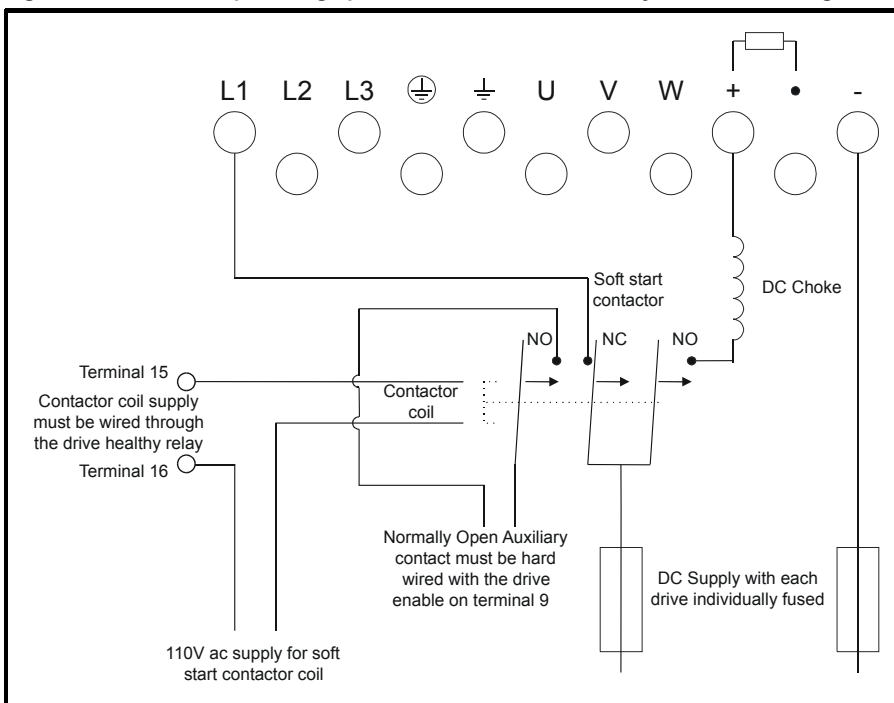 L1 L2 L3 U V W + • -
Soft start
contactor
DC Choke
NO NC NO
Terminal 15
Contactor
coil
Contactor coil supply
must be wired through
the drive healthy relay
Terminal 16
Normally Open Auxiliary
contact must be hard
wired with the drive
enable on terminal 9
DC Supply with each
drive individually fused
110V ac supply for soft
start contactor coil